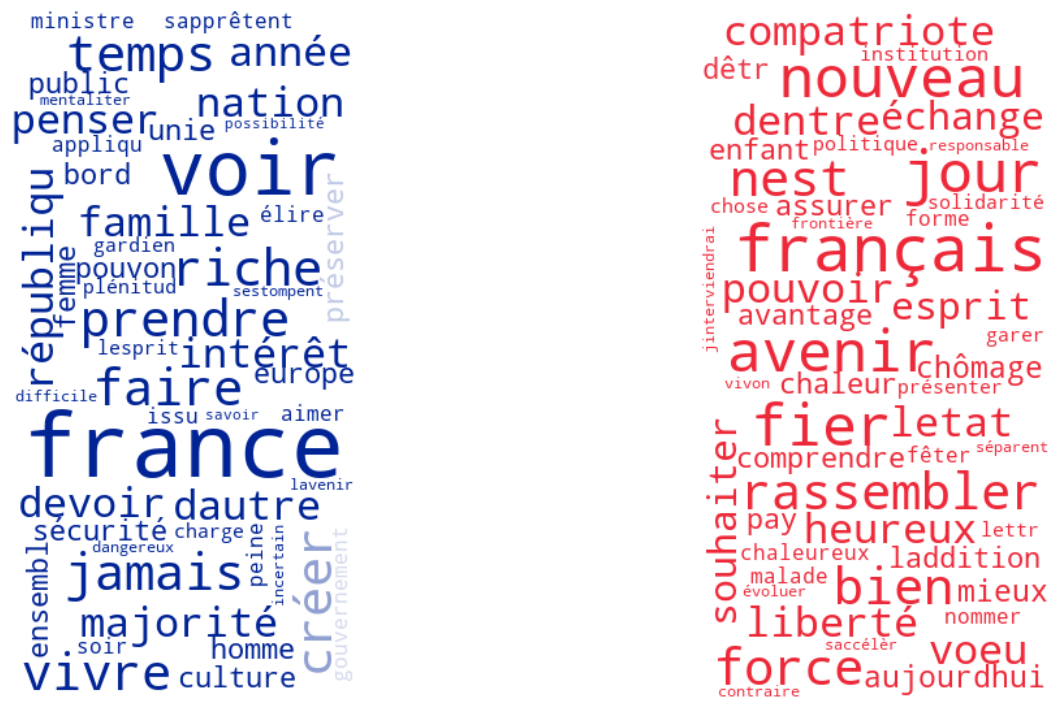 ministre sapprêtent
temps année
public
mentaliter
nation
penser
unie possibilité
appliqu
voir
bord
républiqu
préserver
famille élire
gardien
femme
pouvon riche
plénitud
sestompent
prendre
lesprit intérêt
europe
faire
difficile
issu savoir aimer
france
lavenir
devoir dautre
sécurité charge
dangereux
ensembl
jamais
peine
incertain
créer
gouvernement
majorité
soir
homme
vivre culture
compatriote
institution
dêtr nouveau
dentre échange
enfant politique responsable
nest jour
chose assurer solidarité
forme
frontière
jinterviendrai
français
pouvoir esprit
avantage
garer
avenir chômage
vivon chaleur présenter
fier letat
souhaiter
comprendre fêter séparent
rassembler
pay heureux lettr
chaleureux laddition
malade
évoluer
bien mieux
liberté nommer
saccélèr
voeu
force aujourdhui
contraire